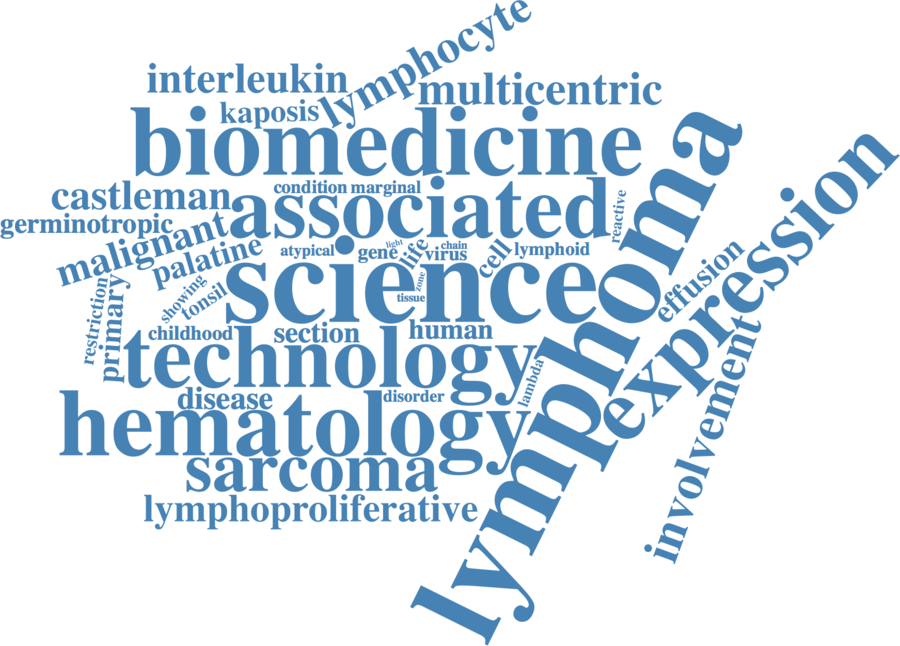 lymphocyte
interleukin
multicentric
kaposis
biomedicine
lymphoma
expression
castleman
condition
marginal
associated
reactive
germinotropic
malignant
palatine
atypical
gene
light
life
virus
chain
cell
lymphoid
effusion
science
zone
tissue
showing
tonsil
restriction
primary
childhood
section
human
technology
involvement
lambda
disease
disorder
hematology
sarcoma
lymphoproliferative